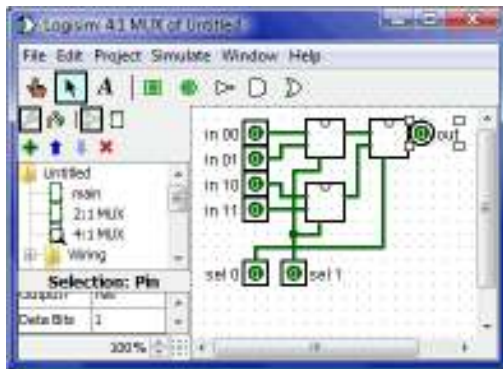 Logisim: 4:1 MUX of Untitled
File Edit Project Simulate Window Help
A
Untitled
main
2:1 MUX
4:1 MUX
Wiring
Selection: Pin
Output?
Data Bits 1
100%
in 00
in 01
in 10
in 11
out
sel 0
sel 1